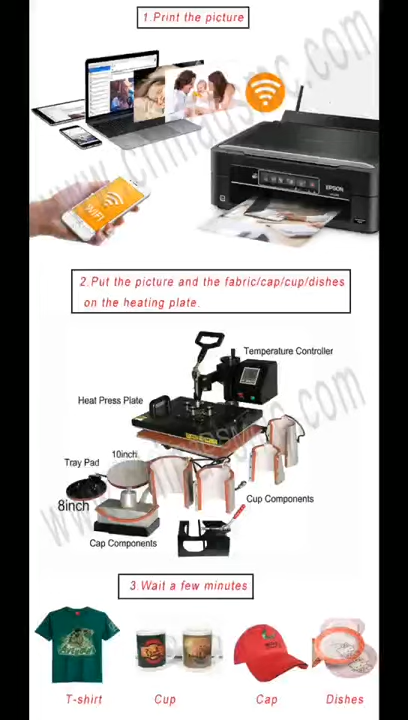 1.Print the picture
WIFI
EPSON
2.Put the picture and the fabric/cap/cup/dishes
on the heating plate.
Temperature Controller
Heat Press Plate
10inch
Tray Pad
8inch
Cup Components
Cap Components
3.Wait a few minutes
T-shirt Cup Cap Dishes